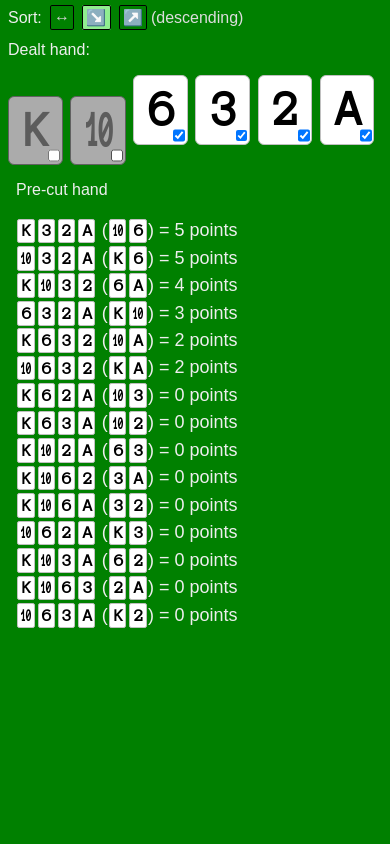 Sort: ↔ ↘ ↗ (descending)
Dealt hand:
K 10 6 3 2 A
Pre-cut hand
K 3 2 A (10 6) = 5 points
10 3 2 A (K 6) = 5 points
K 10 3 2 (6 A) = 4 points
6 3 2 A (K 10) = 3 points
K 6 3 2 (10 A) = 2 points
10 6 3 2 (K A) = 2 points
K 6 2 A (10 3) = 0 points
K 6 3 A (10 2) = 0 points
K 10 2 A (6 3) = 0 points
K 10 6 2 (3 A) = 0 points
K 10 6 A (3 2) = 0 points
10 6 2 A (K 3) = 0 points
K 10 3 A (6 2) = 0 points
K 10 6 3 (2 A) = 0 points
10 6 3 A (K 2) = 0 points